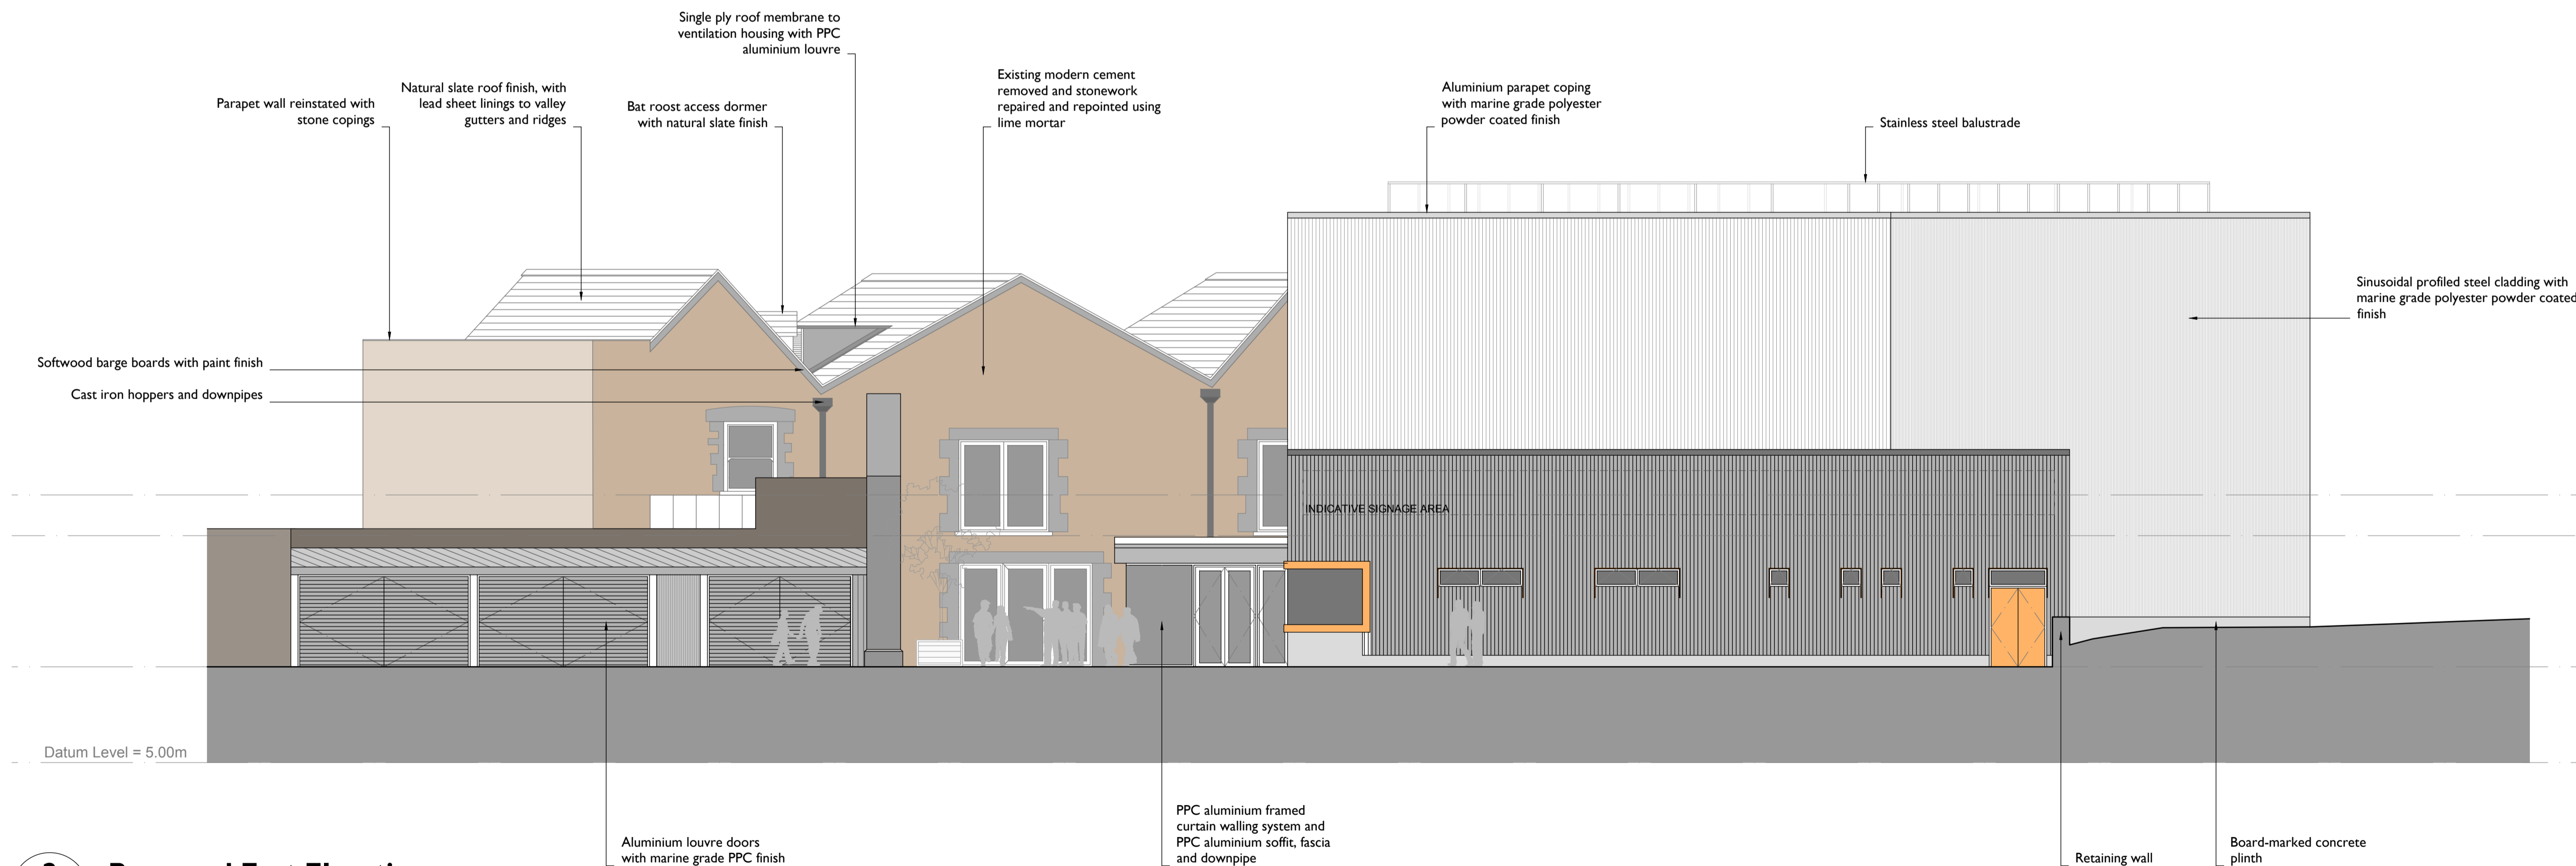 Single ply roof membrane to
ventilation housing with PPC
aluminium louvre
Existing modern cement
removed and stonework
repaired and repointed using
lime mortar
Natural slate roof finish, with
lead sheet linings to valley
gutters and ridges
Parapet wall reinstated with
stone copings
Bat roost access dormer
with natural slate finish
Aluminium parapet coping
with marine grade polyester
powder coated finish
Stainless steel balustrade
Sinusoidal profiled steel cladding with
marine grade polyester powder coated
finish
Softwood barge boards with paint finish
Cast iron hoppers and downpipes
INDICATIVE SIGNAGE AREA
Datum Level = 5.00m
Aluminium louvre doors
with marine grade PPC finish
PPC aluminium framed
curtain walling system and
PPC aluminium soffit, fascia
and downpipe
Retaining wall
Board-marked concrete
plinth